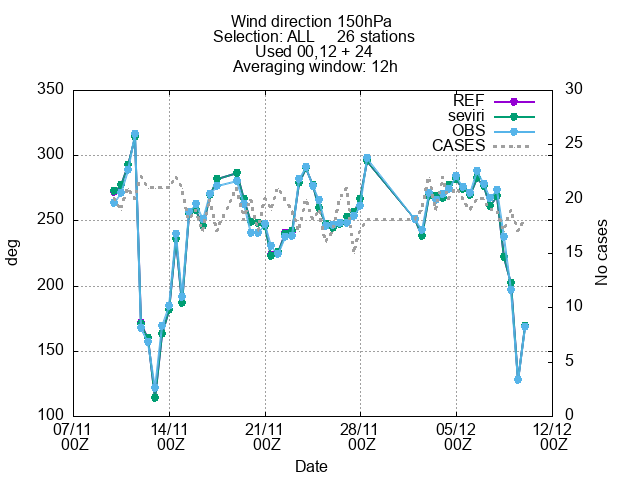 Wind direction 150hPa
Selection: ALL 26 stations
Used 00,12 + 24
Averaging window: 12h
REF
seviri
OBS
CASES
350
300
250
200
150
100
deg
30
25
20
15
10
5
0
No cases
07/11 14/11 21/11 28/11 05/12 12/12
00Z 00Z 00Z 00Z 00Z 00Z
Date